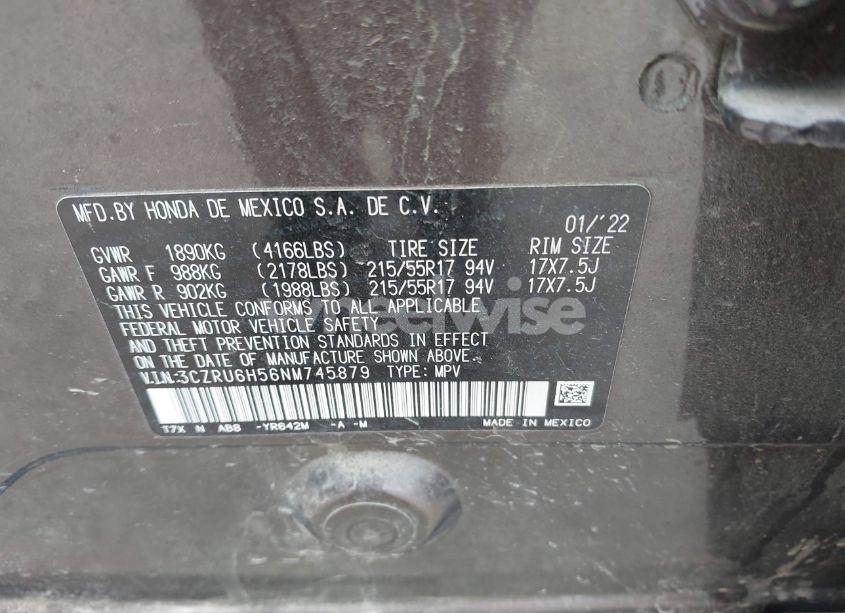 MFD.BY HONDA DE MEXICO S.A. DE C.V.
01/'22
GVWR 1890KG (4166LBS) TIRE SIZE RIM SIZE
GAWR F 988KG (2178LBS) 215/55R17 94V 17X7.5J
GAWR R 902KG (1988LBS) 215/55R17 94V 17X7.5J
THIS VEHICLE CONFORMS TO ALL APPLICABLE
FEDERAL MOTOR VEHICLE SAFETY
AND THEFT PREVENTION STANDARDS IN EFFECT
ON THE DATE OF MANUFACTURE SHOWN ABOVE.
V.I.N.:3CZRU6H56NM745879 TYPE: MPV
T7X N AB8 -YR642M -A -M MADE IN MEXICO
wheelwise